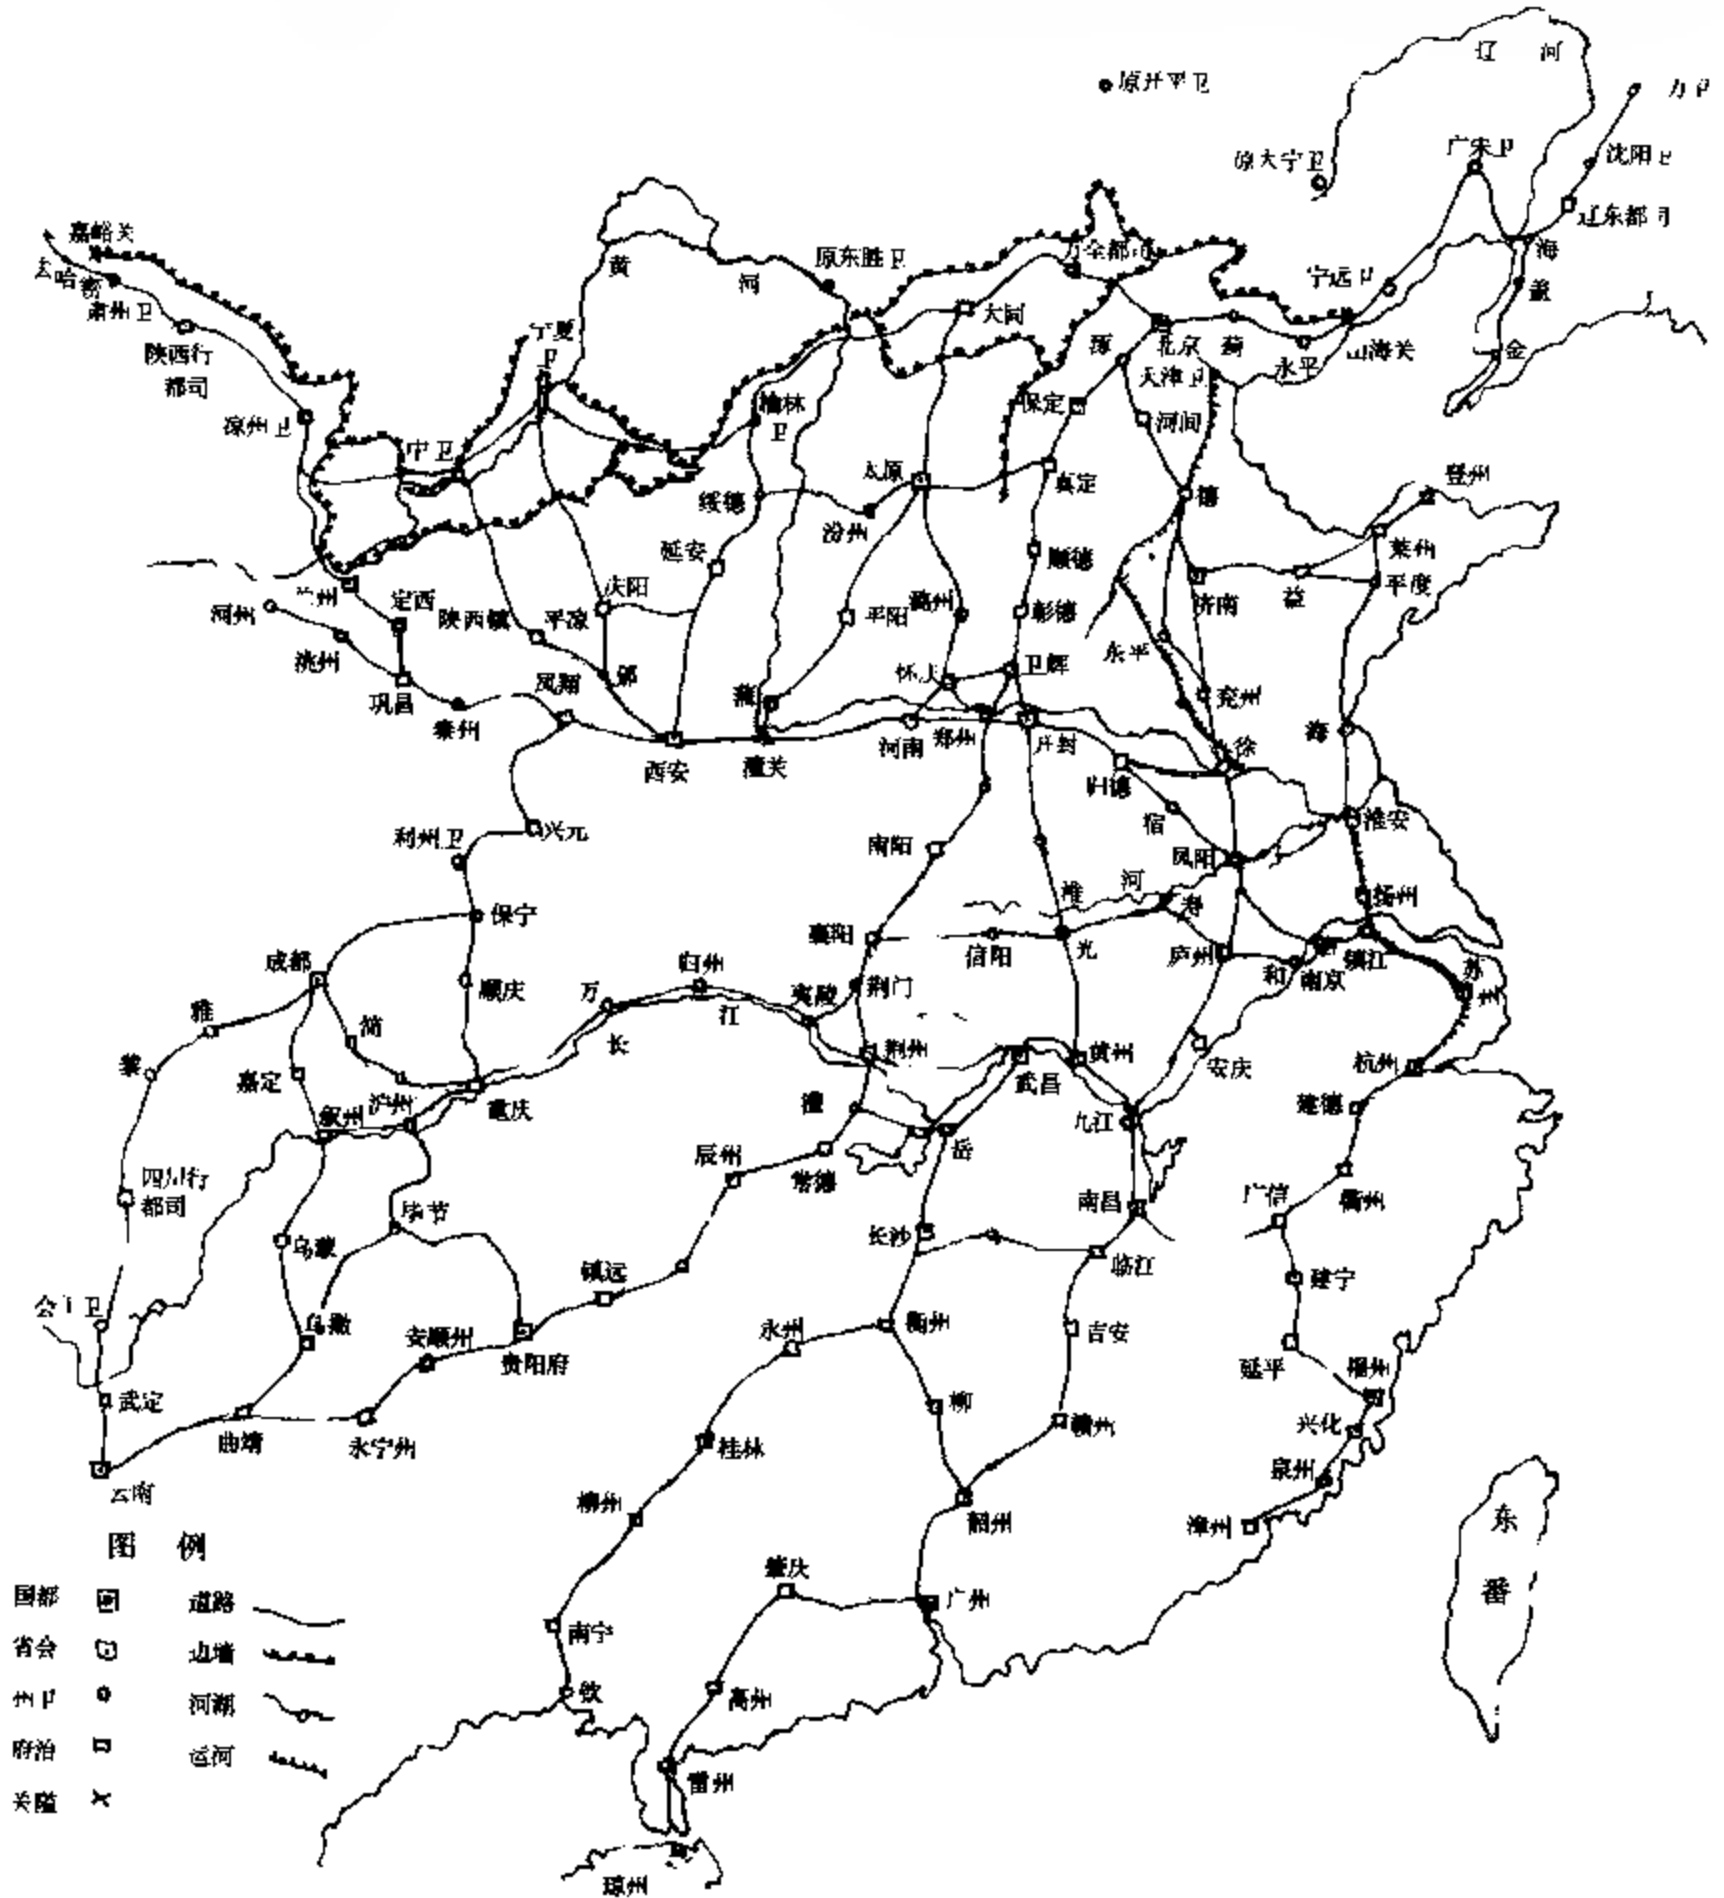 辽 河
原开平卫
广宋卫
沈阳卫
原大宁卫
辽东都司
嘉峪关
原东胜卫
万全都司
海
黄
河
宁远卫
盖
肃州卫
大同
宁夏
卫
涿
北京
蓟
山海关
金
陕西行
都司
天津卫
永平
保定
榆林
卫
河间
凉州卫
中卫
太原
真定
登州
绥德
德
汾州
莱州
延安
顺德
平度
兰州
定西
庆阳
潞州
济南
益
河州
陕西镇
平凉
平阳
彰德
洮州
永平
卫辉
巩昌
凤翔
邠
蒲
兖州
秦州
河南
郑州
开封
徐
海
西安
潼关
归德
利州卫
兴元
南阳
宿
淮安
凤阳
淮
河
保宁
寿
扬州
襄阳
信阳
光
庐州
成都
归州
和
南京
镇江
苏
雅
顺庆
万
夷陵
荆门
简
江
长
黎
嘉定
荆州
武昌
黄州
安庆
杭州
叙州
泸州
重庆
澧
九江
建德
岳
四川行
都司
辰州
常德
毕节
南昌
广信
衢州
乌蒙
长沙
临江
镇远
建宁
乌撒
安顺州
贵阳府
永州
衡州
吉安
延平
福州
武定
柳
兴化
曲靖
永宁州
桂林
赣州
云南
泉州
柳州
韶州
漳州
东
番
图 例
肇庆
国都
道路
广州
南宁
省会
边墙
河湖
钦
高州
府治
运河
雷州
关隘
琼州